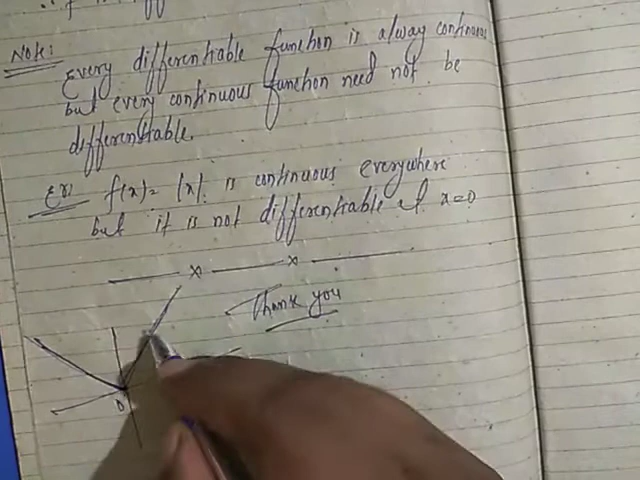 Note:
Every differentiable function is alway continuous
but every continuous function need not be
differentiable.
Ex) f(x) = |x|. is continuous everywhere
but it is not differentiable at x=0
x x
Thank you
0